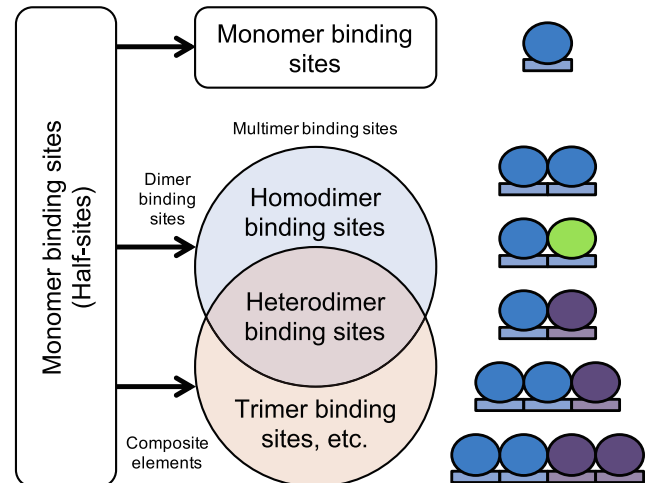 Monomer binding sites
(Half-sites)
Monomer binding
sites
Multimer binding sites
Dimer
binding
sites
Homodimer
binding sites
Heterodimer
binding sites
Trimer binding
sites, etc.
Composite
elements